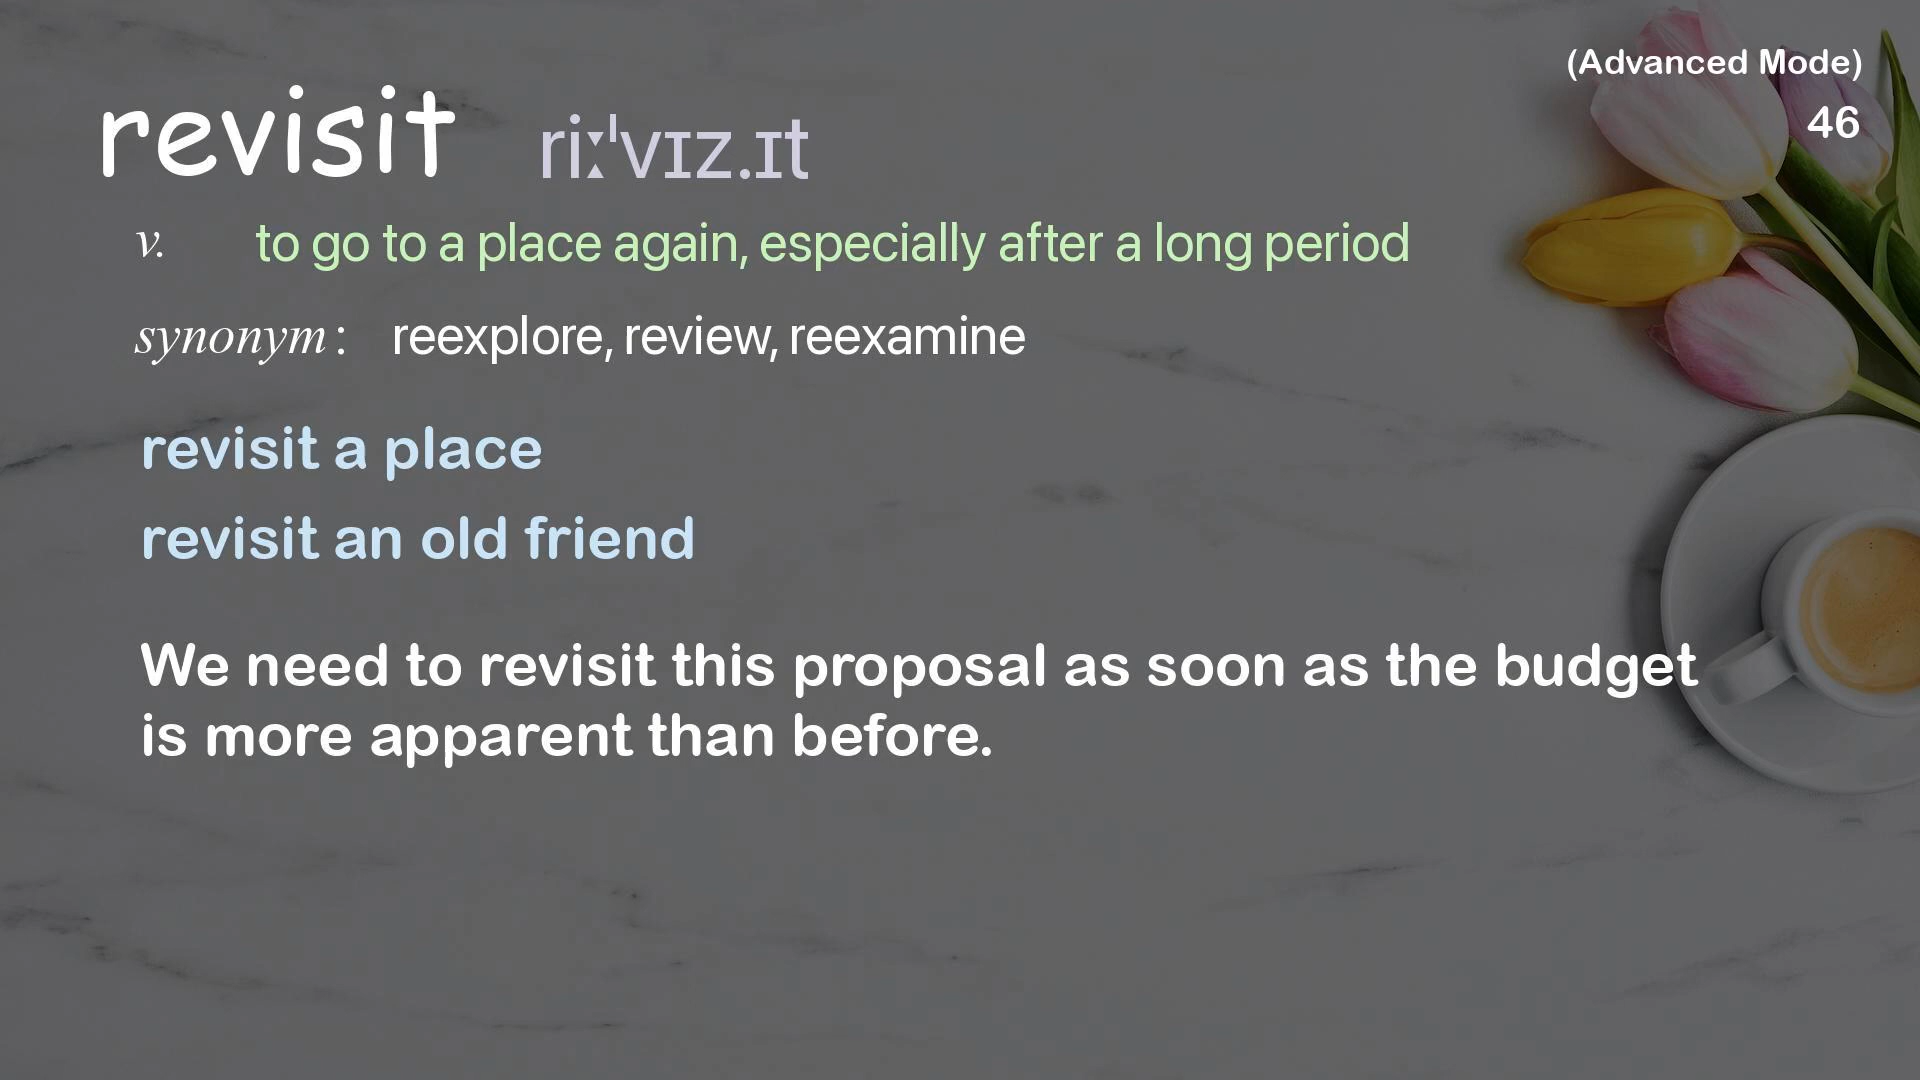 (Advanced Mode)
46
revisit riːˈvɪz.ɪt
v. to go to a place again, especially after a long period
synonym : reexplore, review, reexamine
revisit a place
revisit an old friend
We need to revisit this proposal as soon as the budget
is more apparent than before.